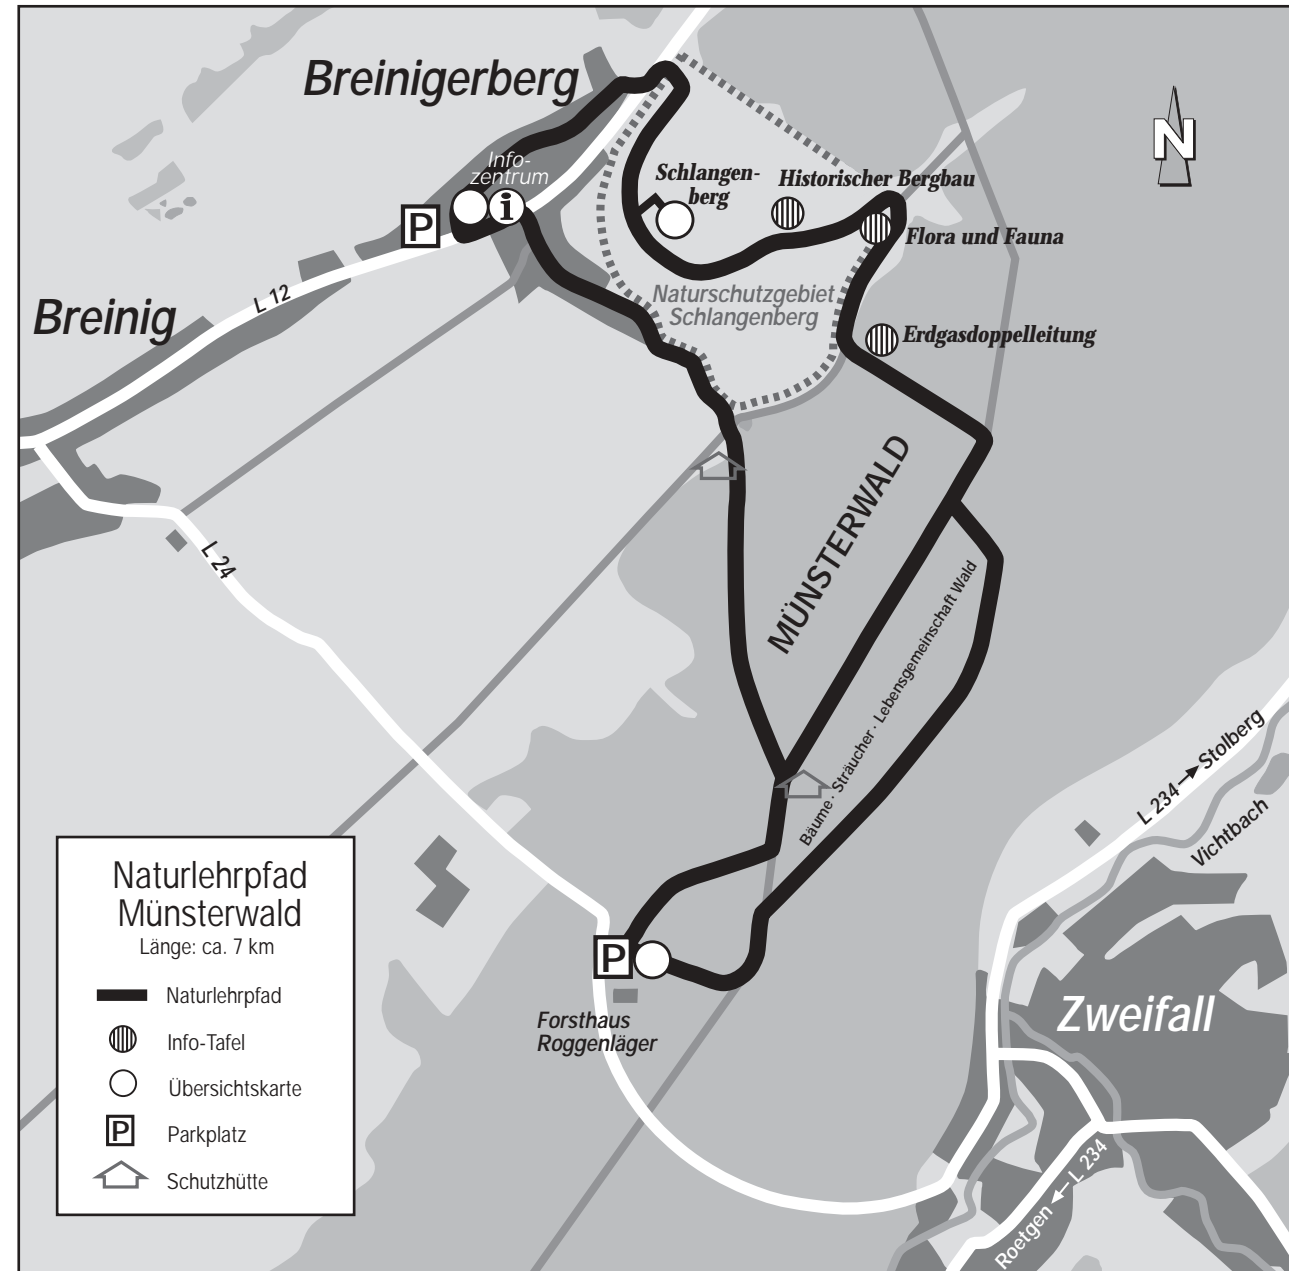 Breinigerberg
N
Info-
zentrum
i
P
Schlangen-
berg
Historischer Bergbau
Flora und Fauna
Naturschutzgebiet
Schlangenberg
Erdgasdoppelleitung
L 12
Breinig
L 24
MÜNSTERWALD
Bäume · Sträucher · Lebensgemeinschaft Wald
L 234 Stolberg
Vichtbach
P
Forsthaus
Roggenläger
Zweifall
Roetgen L 234
Naturlehrpfad
Münsterwald
Länge: ca. 7 km
Naturlehrpfad
Info-Tafel
Übersichtskarte
P Parkplatz
Schutzhütte